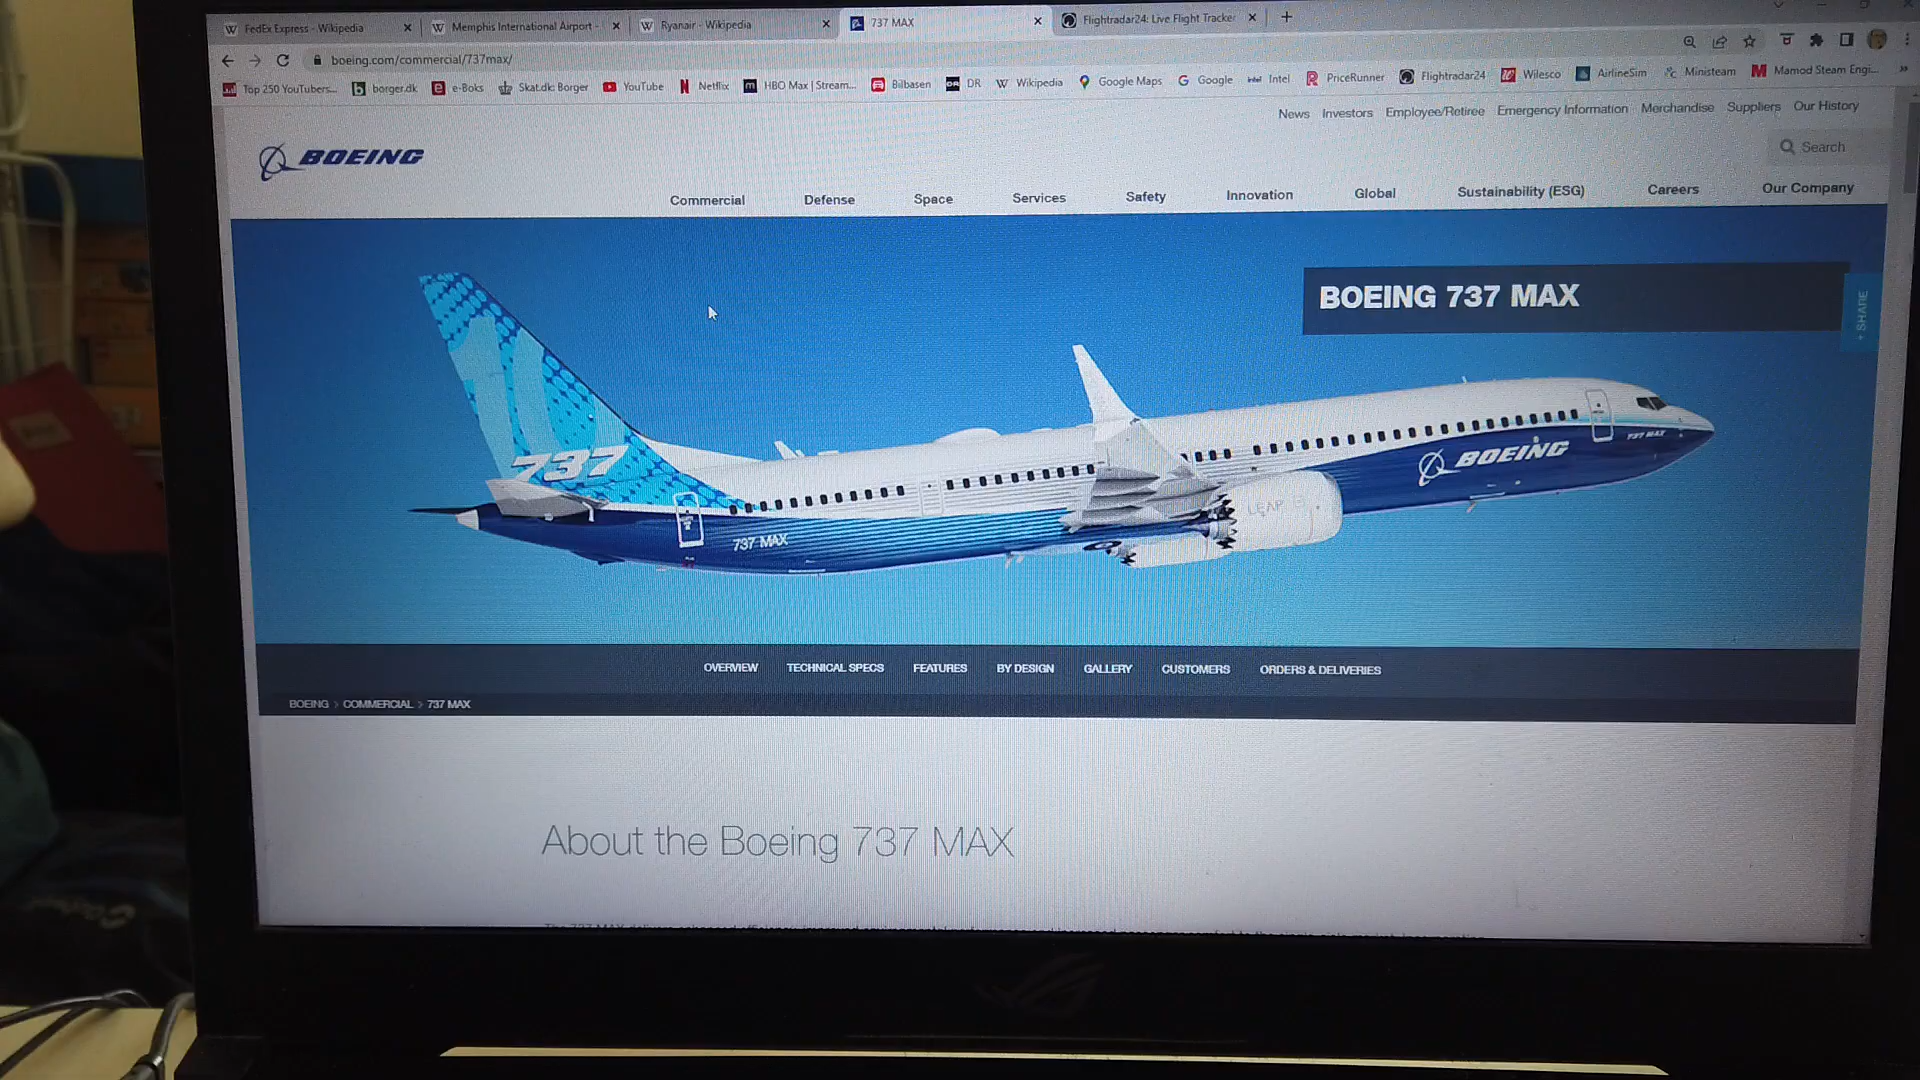 FedEx Express - Wikipedia
Memphis International Airport -
Ryanair - Wikipedia
737 MAX
Flightradar24: Live Flight Tracker
boeing.com/commercial/737max/
Top 250 YouTubers...
borger.dk
e-Boks
Skat.dk: Borger
YouTube
Netflix
HBO Max | Stream...
Bilbasen
DR
Wikipedia
Google Maps
Google
Intel
PriceRunner
Flightradar24
Wilesco
AirlineSim
Ministeam
Mamod Steam Engi...
News Investors Employee/Retiree Emergency Information Merchandise Suppliers Our History
BOEING
Search
Commercial Defense Space Services Safety Innovation Global Sustainability (ESG) Careers Our Company
BOEING 737 MAX
+ SHARE
737
737 MAX
LEAP
BOEING
737 MAX
OVERVIEW TECHNICAL SPECS FEATURES BY DESIGN GALLERY CUSTOMERS ORDERS & DELIVERIES
BOEING > COMMERCIAL > 737 MAX
About the Boeing 737 MAX